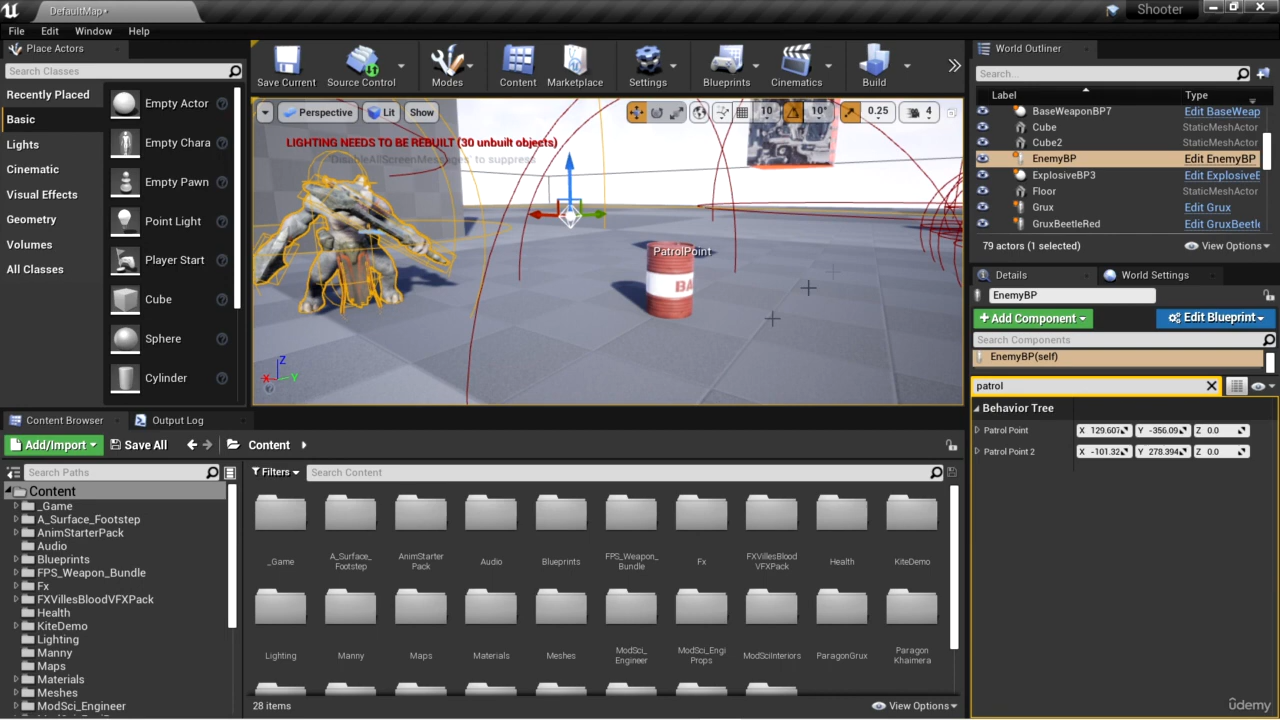 DefaultMap*
Shooter
File Edit Window Help
Place Actors
Search Classes
Recently Placed
Basic
Lights
Cinematic
Visual Effects
Geometry
Volumes
All Classes
Empty Actor
Empty Chara
Empty Pawn
Point Light
Player Start
Cube
Sphere
Cylinder
Save Current
Source Control
Modes
Content
Marketplace
Settings
Blueprints
Cinematics
Build
Perspective
Lit
Show
10
10°
0.25
4
LIGHTING NEEDS TO BE REBUILT (30 unbuilt objects)
'DisableAllScreenMessages' to suppress
PatrolPoint
BA
Z
X
Y
World Outliner
Search...
Label Type
BaseWeaponBP7 Edit BaseWeap
Cube StaticMeshActor
Cube2 StaticMeshActor
EnemyBP Edit EnemyBP
ExplosiveBP3 Edit ExplosiveE
Floor StaticMeshActor
Grux Edit Grux
GruxBeetleRed Edit GruxBeetle
79 actors (1 selected)
View Options
Details
World Settings
EnemyBP
+Add Component
Edit Blueprint
Search Components
EnemyBP(self)
patrol
Behavior Tree
Patrol Point X 129.607 Y -356.09 Z 0.0
Patrol Point 2 X -101.32 Y 278.394 Z 0.0
Content Browser
Output Log
Add/Import
Save All
Content
Search Paths
Filters
Search Content
Content
_Game
A_Surface_Footstep
AnimStarterPack
Audio
Blueprints
FPS_Weapon_Bundle
Fx
FXVillesBloodVFXPack
Health
KiteDemo
Lighting
Manny
Maps
Materials
Meshes
ModSci_Engineer
_Game
A_Surface_
Footstep
AnimStarter
Pack
Audio
Blueprints
FPS_Weapon_
Bundle
Fx
FXVillesBlood
VFXPack
Health
KiteDemo
Lighting
Manny
Maps
Materials
Meshes
ModSci_
Engineer
ModSci_Engi
Props
ModSciInteriors
ParagonGrux
Paragon
Khaimera
28 items
View Options
ûdemy